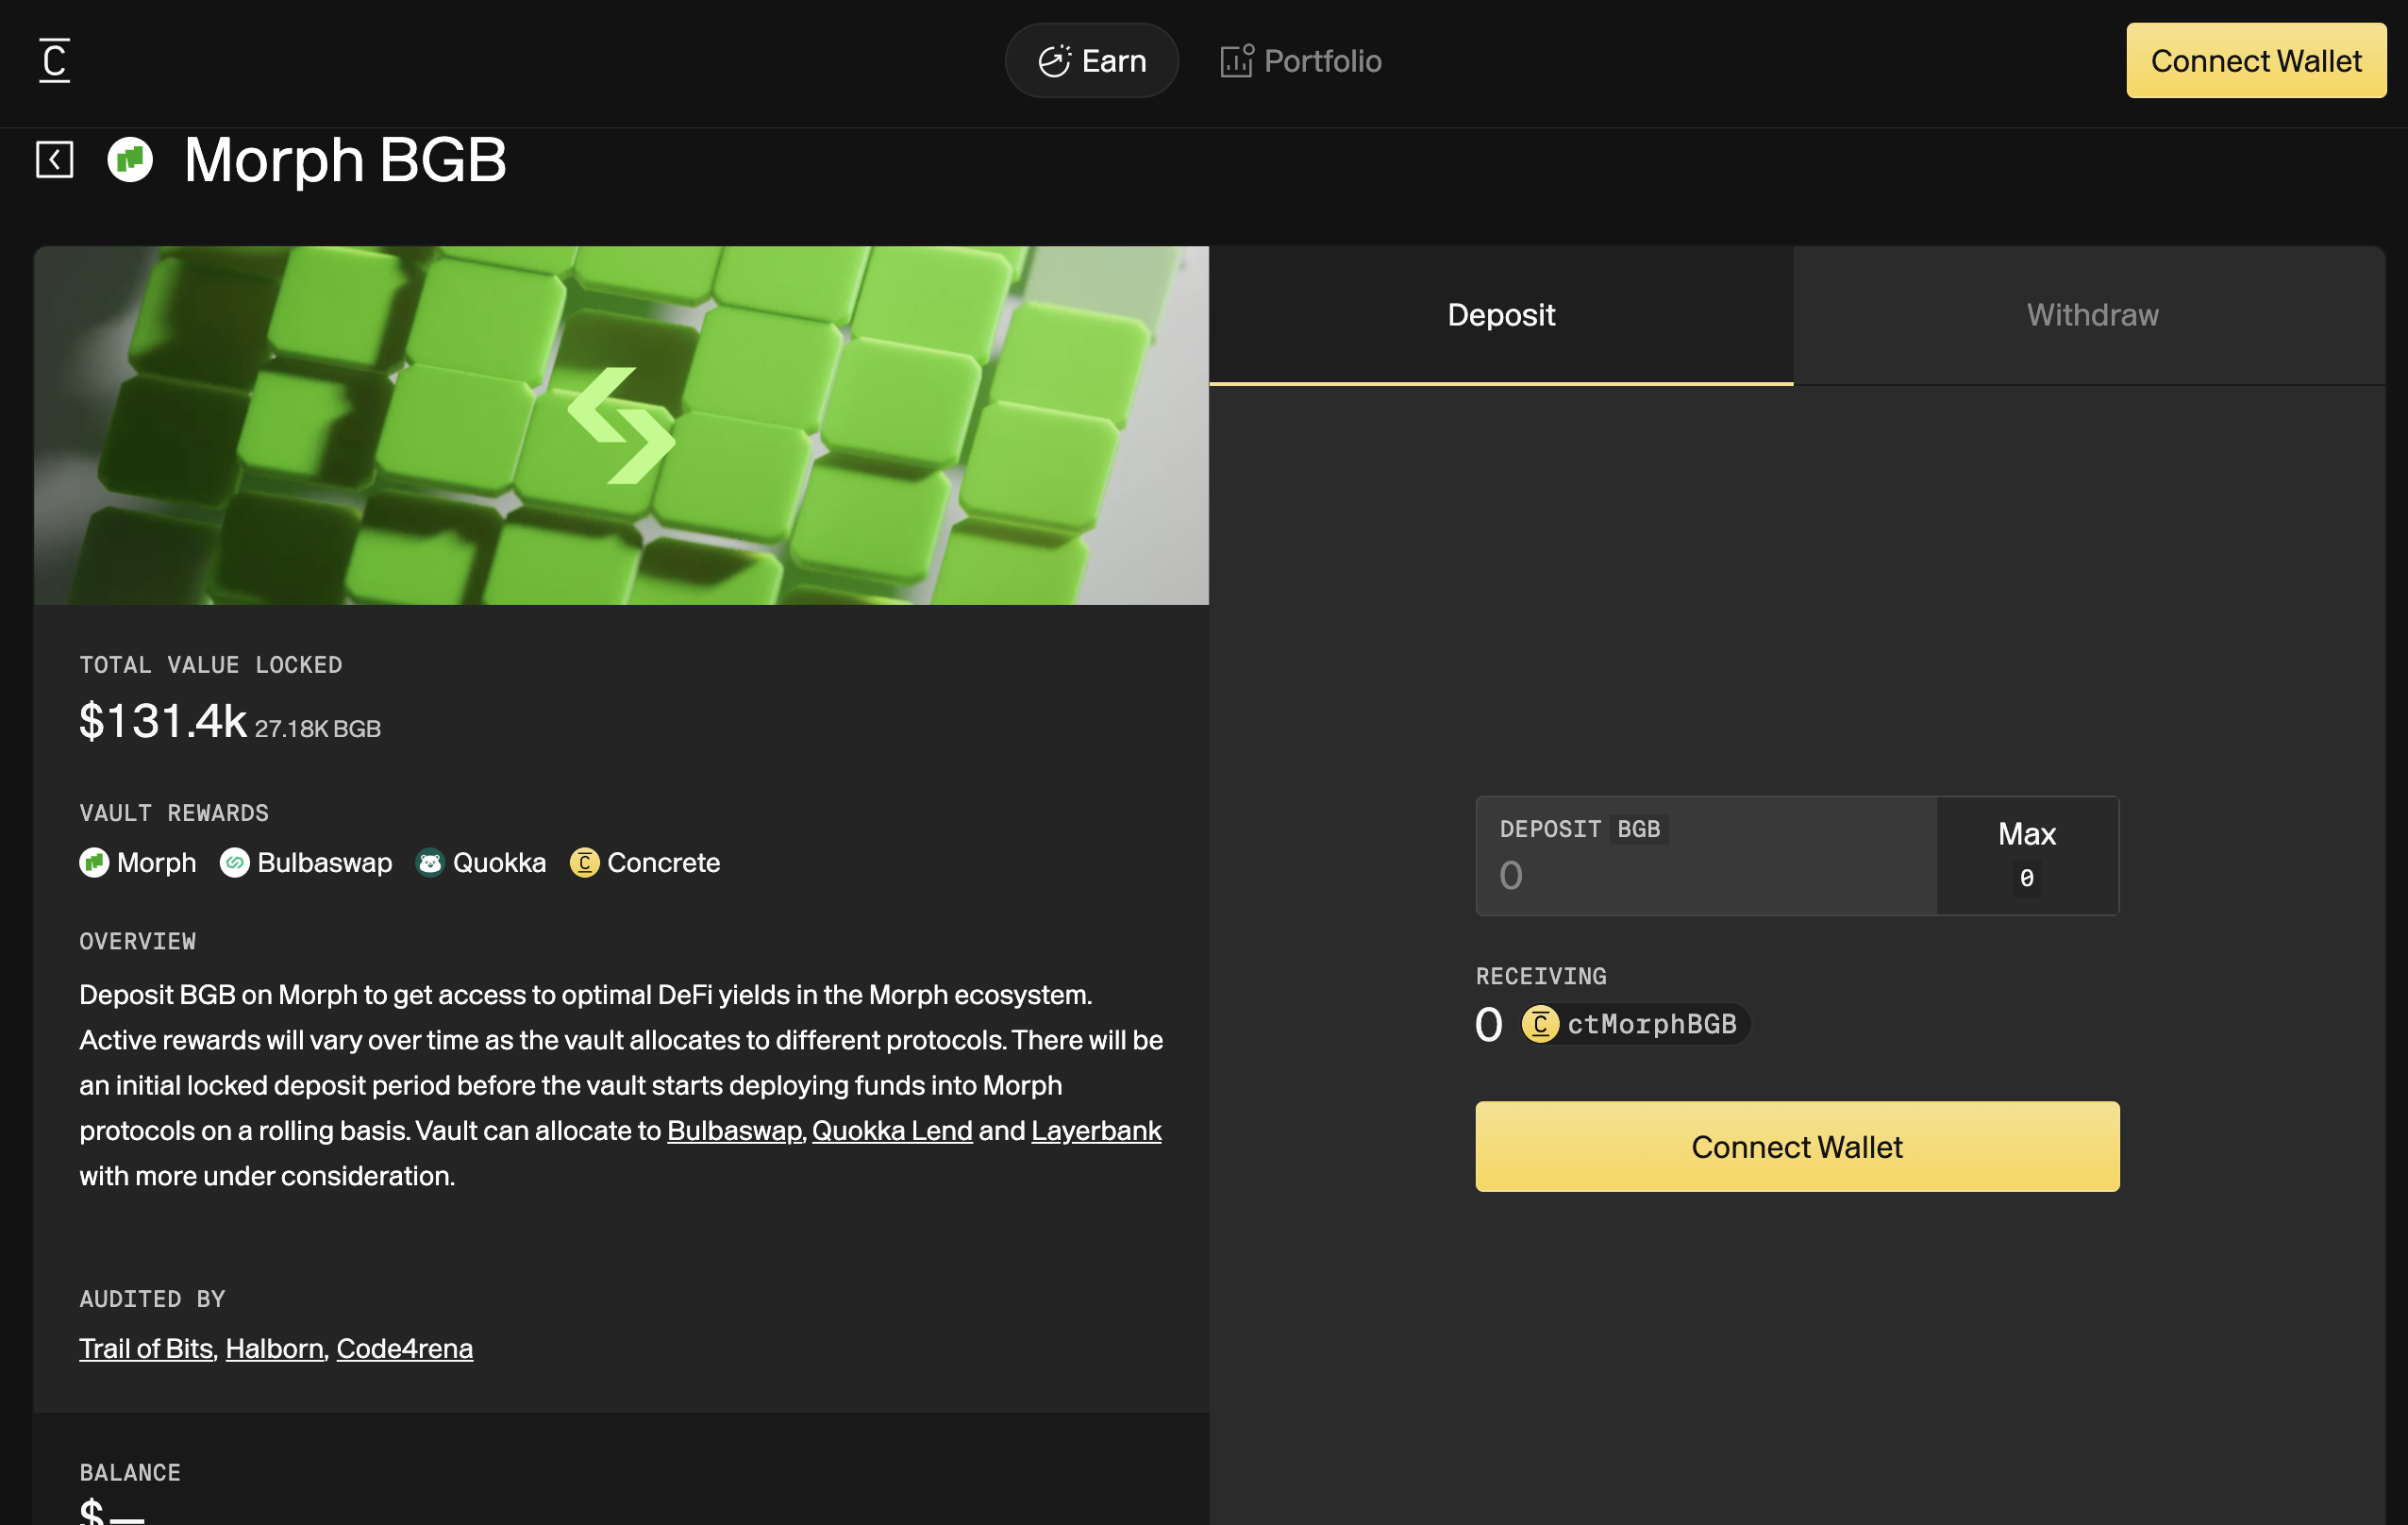 C
Earn
Portfolio
Connect Wallet
Morph BGB
Deposit
Withdraw
TOTAL VALUE LOCKED
$131.4k 27.18K BGB
VAULT REWARDS
Morph Bulbaswap Quokka C Concrete
OVERVIEW
Deposit BGB on Morph to get access to optimal DeFi yields in the Morph ecosystem.
Active rewards will vary over time as the vault allocates to different protocols. There will be
an initial locked deposit period before the vault starts deploying funds into Morph
protocols on a rolling basis. Vault can allocate to Bulbaswap, Quokka Lend and Layerbank
with more under consideration.
AUDITED BY
Trail of Bits, Halborn, Code4rena
BALANCE
$—
DEPOSIT BGB
0
Max
0
RECEIVING
0 C ctMorphBGB
Connect Wallet